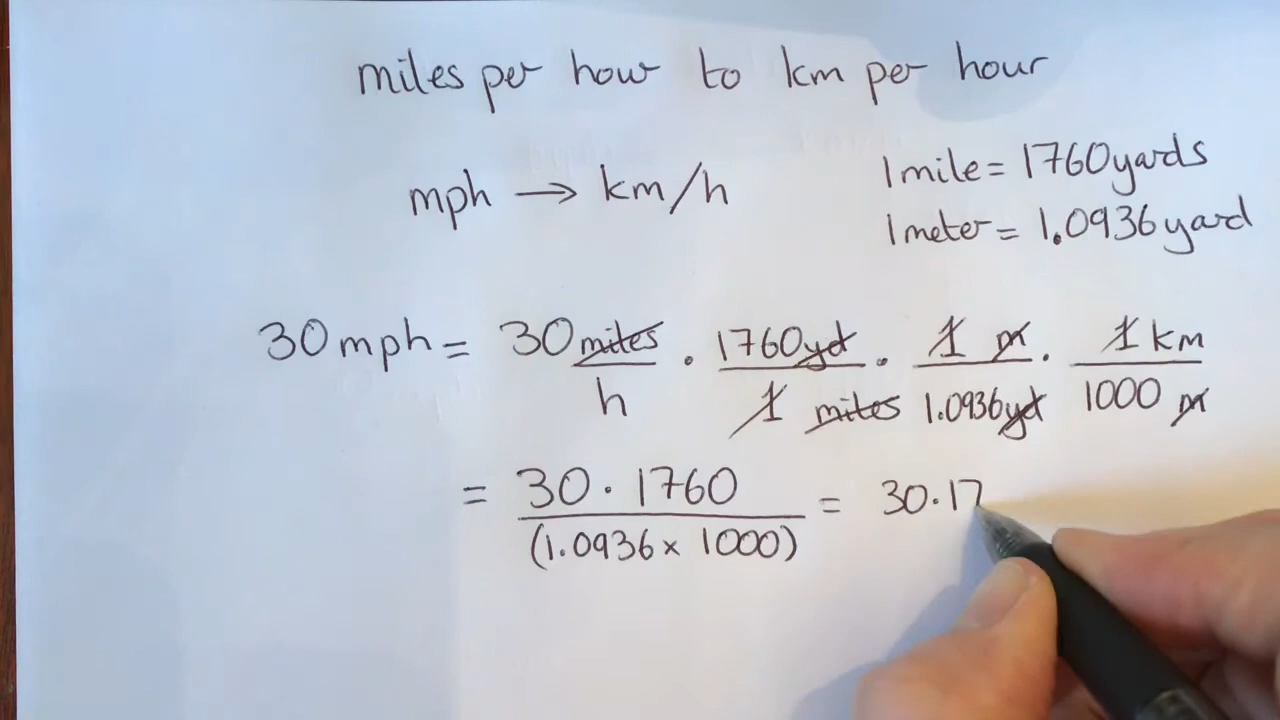 miles per hour to km per hour
mph → km/h
1 mile = 1760 yards
1 meter = 1.0936 yard
30 mph = 30 miles/h · 1760 yd/1 miles · 1 m/1.0936 yd · 1 km/1000 m
= 30 · 1760/(1.0936 × 1000) = 30 · 17